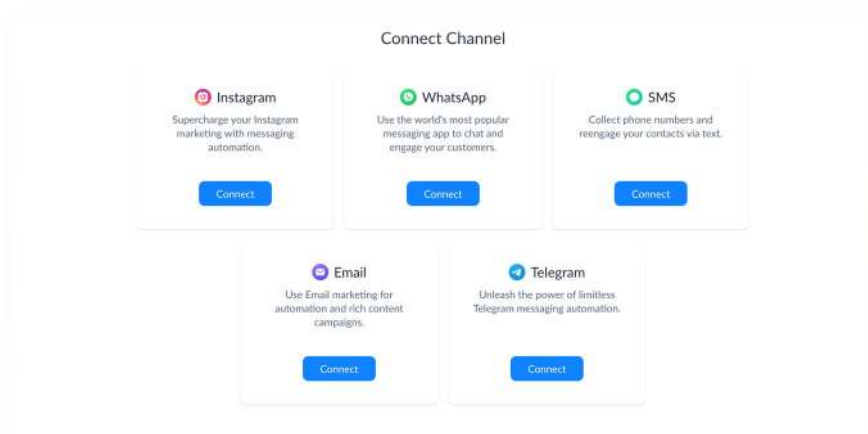 Connect Channel
Instagram
Supercharge your Instagram
marketing with messaging
automation.
Connect
WhatsApp
Use the world's most popular
messaging app to chat and
engage your customers.
Connect
SMS
Collect phone numbers and
reengage your contacts via text.
Connect
Email
Use Email marketing for
automation and rich content
campaigns.
Connect
Telegram
Unleash the power of limitless
Telegram messaging automation.
Connect